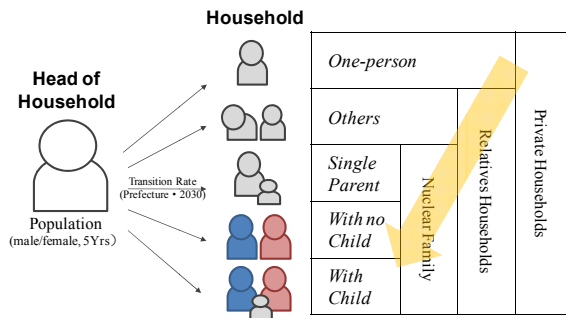 Household
Head of
Household
Transition Rate
(Prefecture・2030)
Population
(male/female, 5Yrs）
One-person
Others
Single
Parent
With no
Child
With
Child
Nuclear Family
Relatives Households
Private Households